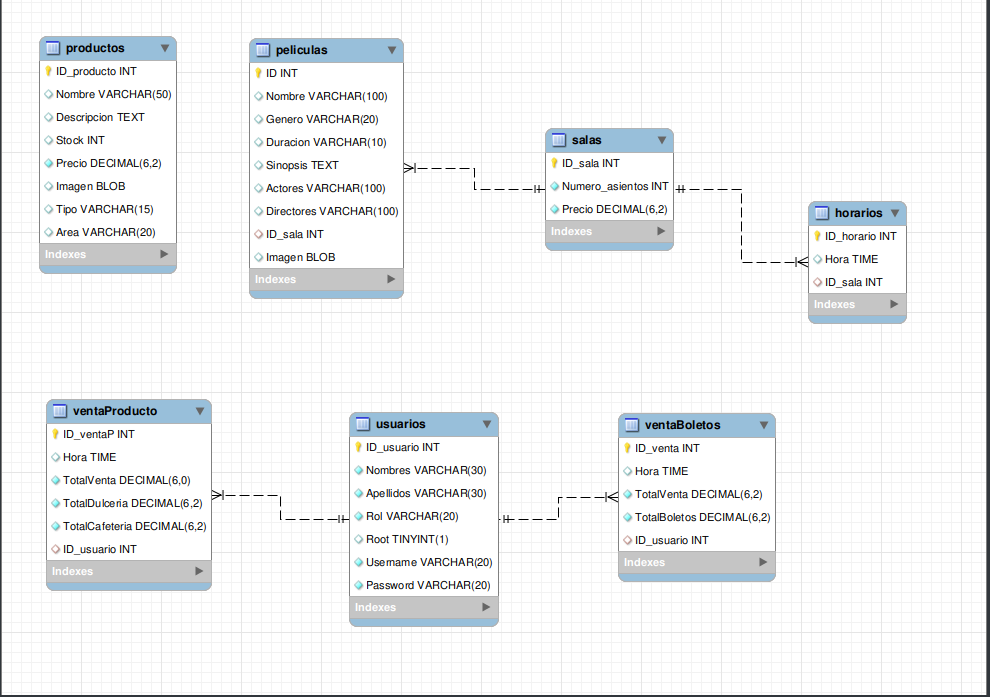 productos
ID_producto INT
Nombre VARCHAR(50)
Descripcion TEXT
Stock INT
Precio DECIMAL(6,2)
Imagen BLOB
Tipo VARCHAR(15)
Area VARCHAR(20)
Indexes
peliculas
ID INT
Nombre VARCHAR(100)
Genero VARCHAR(20)
Duracion VARCHAR(10)
Sinopsis TEXT
Actores VARCHAR(100)
Directores VARCHAR(100)
ID_sala INT
Imagen BLOB
Indexes
salas
ID_sala INT
Numero_asientos INT
Precio DECIMAL(6,2)
Indexes
horarios
ID_horario INT
Hora TIME
ID_sala INT
Indexes
ventaProducto
ID_ventaP INT
Hora TIME
TotalVenta DECIMAL(6,0)
TotalDulceria DECIMAL(6,2)
TotalCafeteria DECIMAL(6,2)
ID_usuario INT
Indexes
usuarios
ID_usuario INT
Nombres VARCHAR(30)
Apellidos VARCHAR(30)
Rol VARCHAR(20)
Root TINYINT(1)
Username VARCHAR(20)
Password VARCHAR(20)
Indexes
ventaBoletos
ID_venta INT
Hora TIME
TotalVenta DECIMAL(6,2)
TotalBoletos DECIMAL(6,2)
ID_usuario INT
Indexes